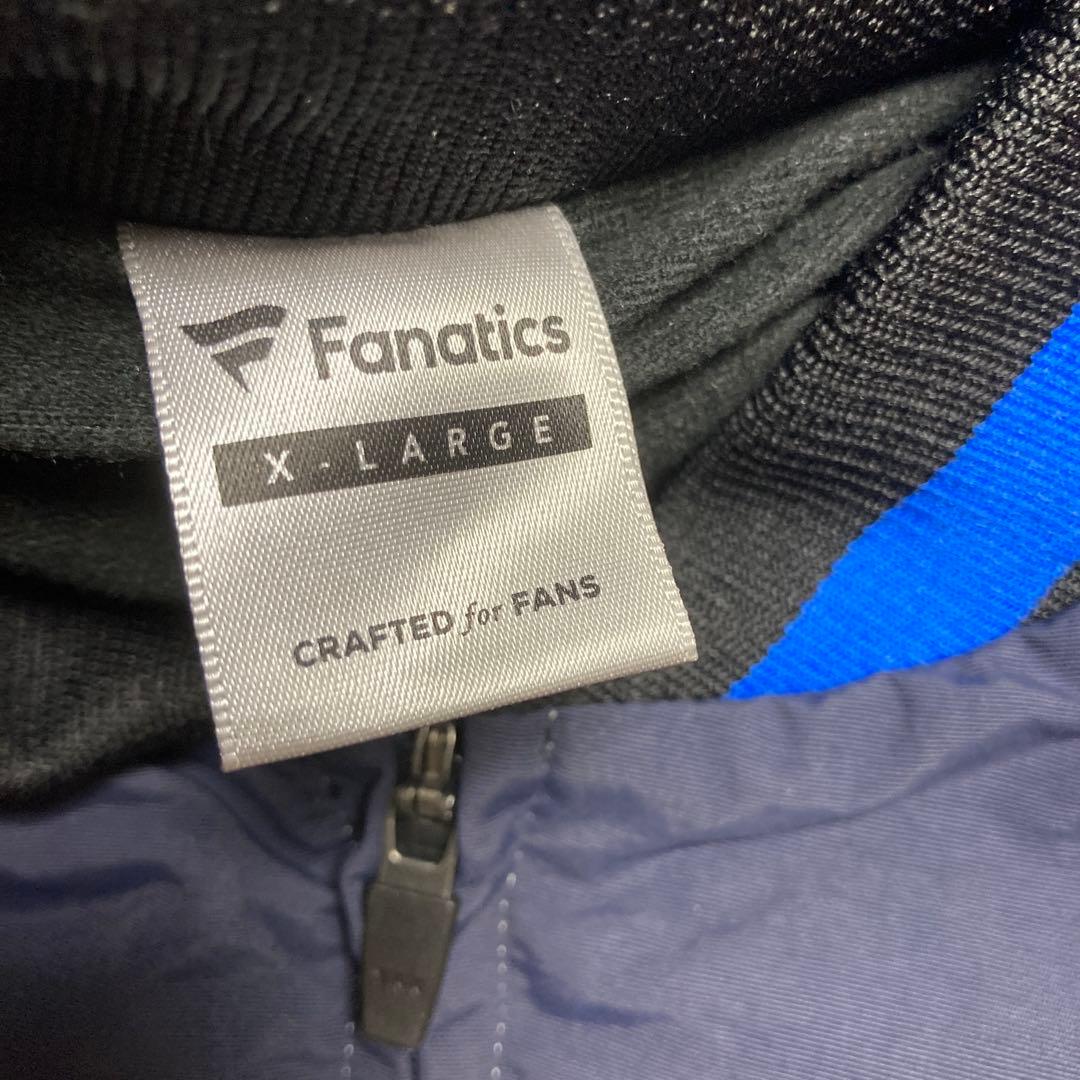 Fanatics
X-LARGE
CRAFTED for FANS